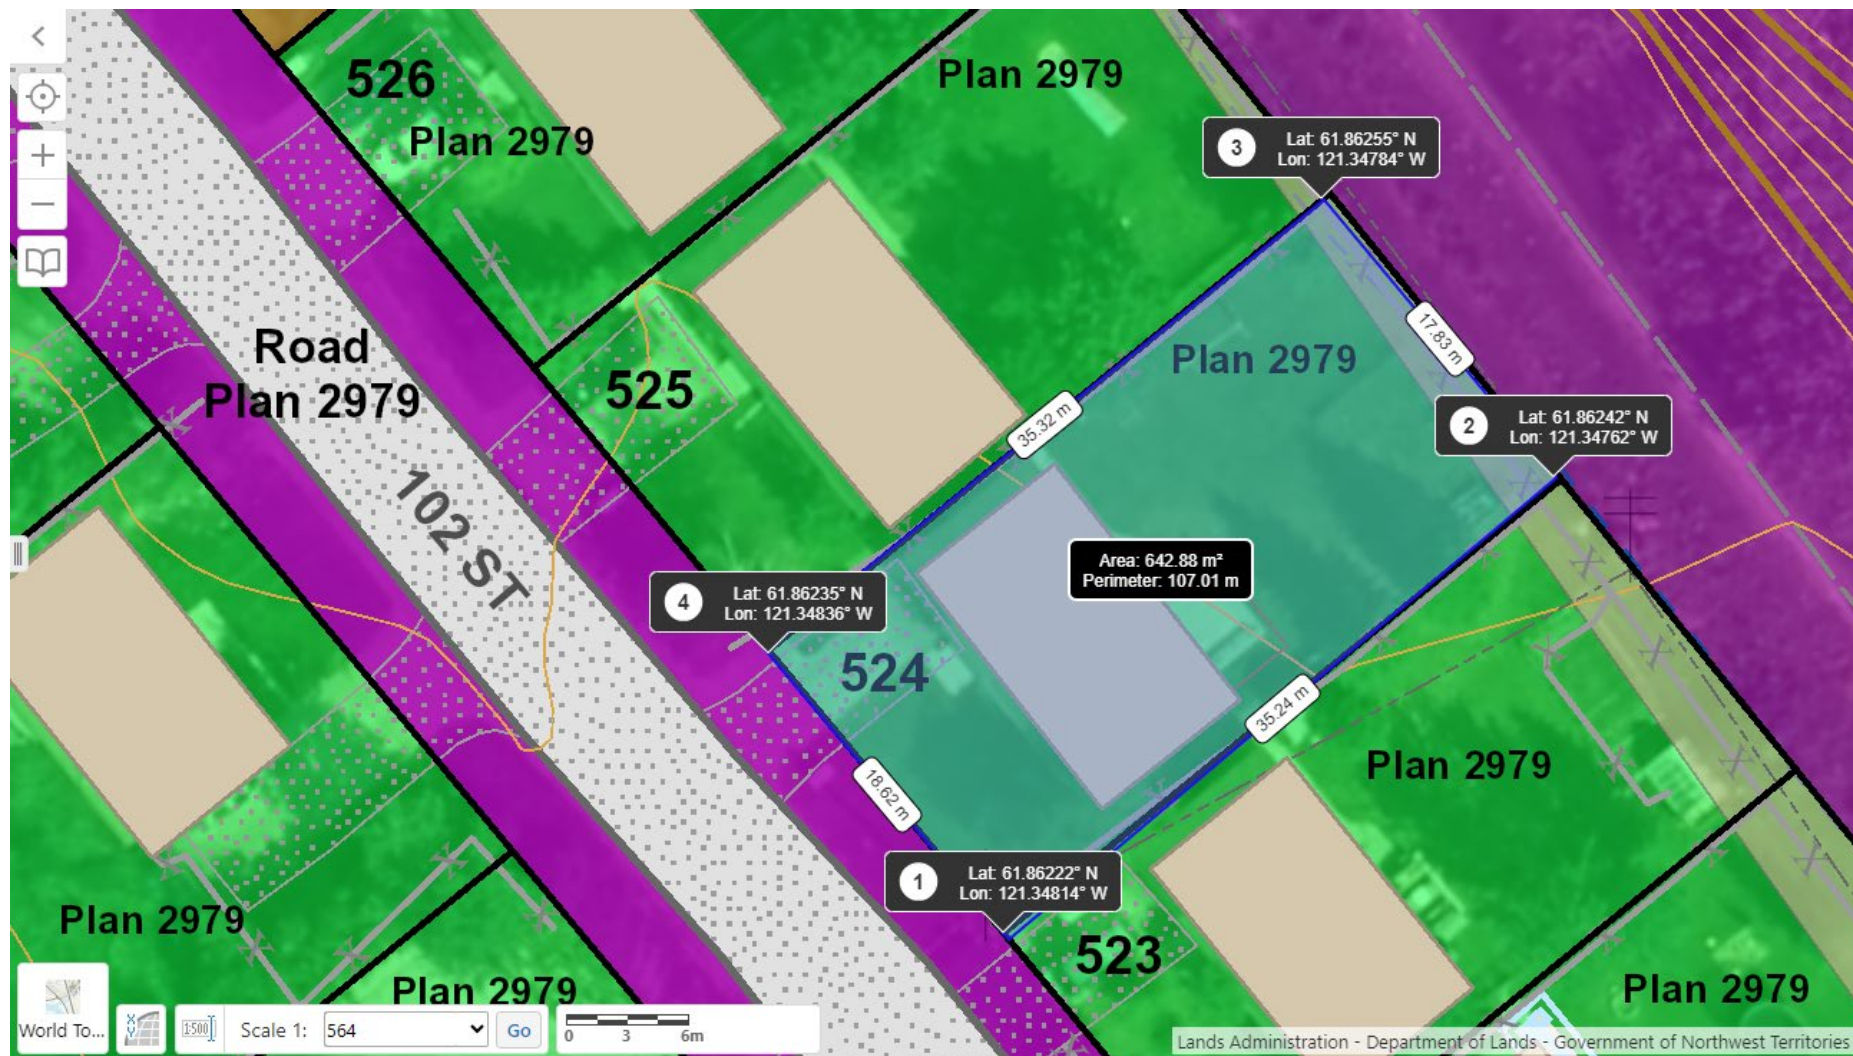 526
Plan 2979
Plan 2979
3
Lat: 61.86255° N
Lon: 121.34784° W
17.83 m
Road
Plan 2979
525
Plan 2979
35.32 m
2
Lat: 61.86242° N
Lon: 121.34762° W
102 ST
Area: 642.88 m²
Perimeter: 107.01 m
4
Lat: 61.86235° N
Lon: 121.34836° W
524
35.24 m
18.62 m
Plan 2979
1
Lat: 61.86222° N
Lon: 121.34814° W
Plan 2979
523
Plan 2979
Plan 2979
World To...
1:500
Scale 1:
564
Go
0 3 6m
Lands Administration - Department of Lands - Government of Northwest Territories